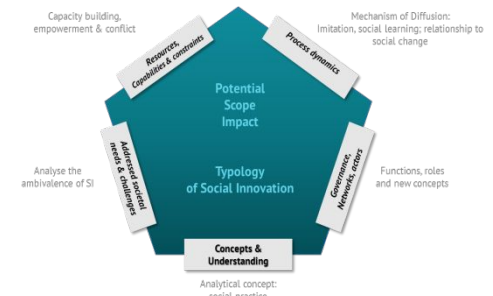 Capacity building,
empowerment & conflict
Mechanism of Diffusion:
Imitation, social learning; relationship to
social change
Resources,
Capabilities & constraints
Process dynamics
Potential
Scope
Impact
Addressed societal
needs & challenges
Analyse the
ambivalence of SI
Typology
of Social Innovation
Governance,
Networks, actors
Functions, roles
and new concepts
Concepts &
Understanding
Analytical concept:
social practice